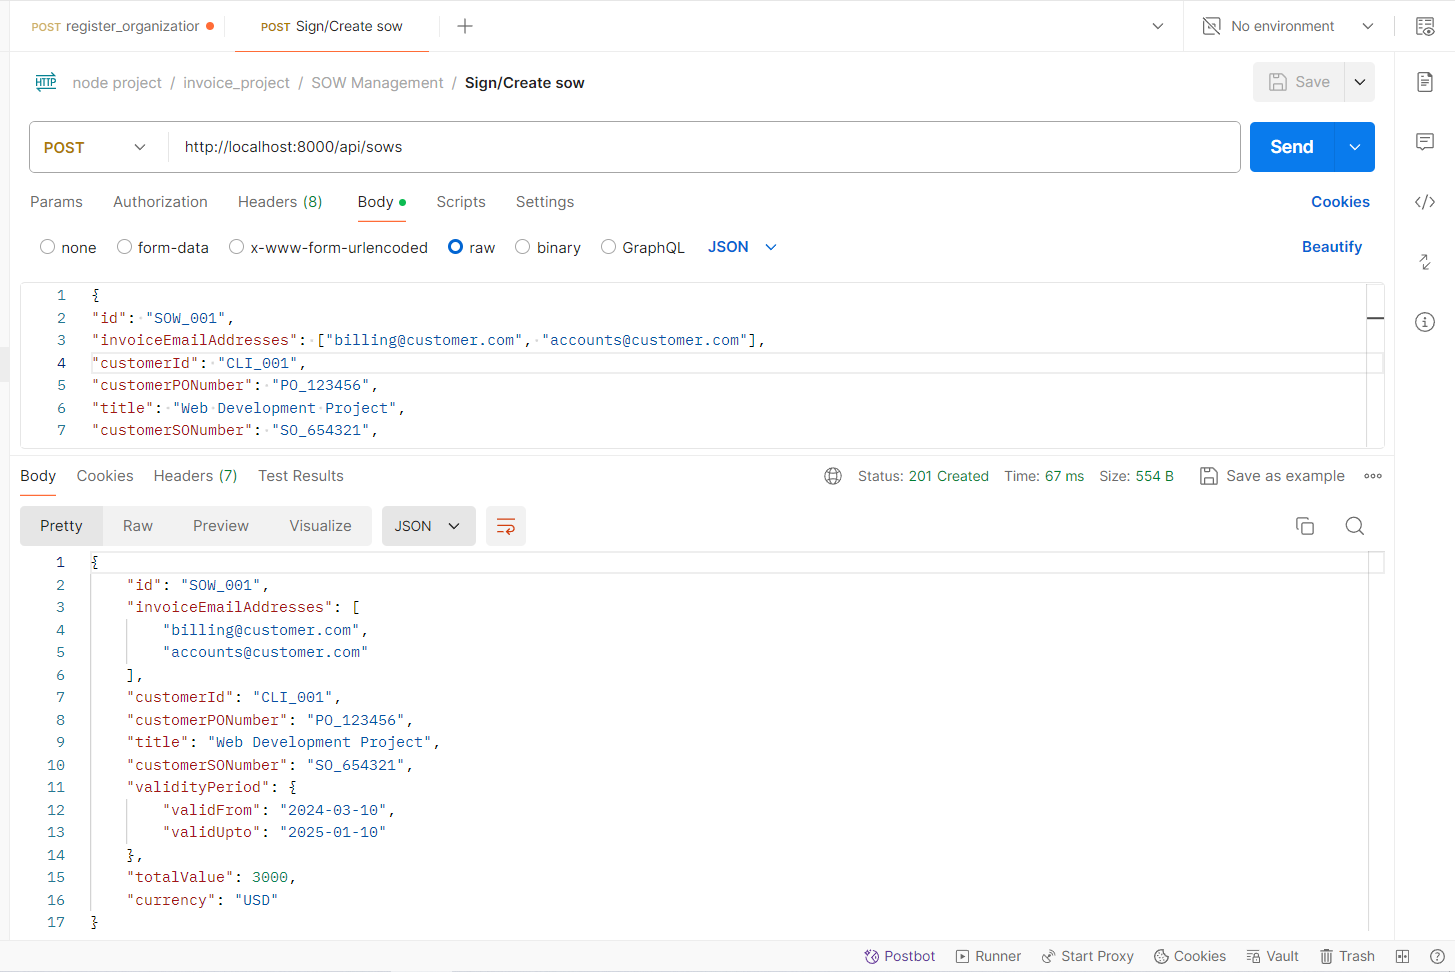 POST register_organizatior
POST Sign/Create sow
No environment
HTTP node project / invoice_project / SOW Management / Sign/Create sow
Save
POST http://localhost:8000/api/sows
Send
Params Authorization Headers (8) Body Scripts Settings Cookies
none form-data x-www-form-urlencoded raw binary GraphQL JSON Beautify
1 {
2 "id": "SOW_001",
3 "invoiceEmailAddresses": ["billing@customer.com", "accounts@customer.com"],
4 "customerId": "CLI_001",
5 "customerPONumber": "PO_123456",
6 "title": "Web Development Project",
7 "customerSONumber": "SO_654321",
Body Cookies Headers (7) Test Results Status: 201 Created Time: 67 ms Size: 554 B Save as example
Pretty Raw Preview Visualize JSON
1 {
2 "id": "SOW_001",
3 "invoiceEmailAddresses": [
4 "billing@customer.com",
5 "accounts@customer.com"
6 ],
7 "customerId": "CLI_001",
8 "customerPONumber": "PO_123456",
9 "title": "Web Development Project",
10 "customerSONumber": "SO_654321",
11 "validityPeriod": {
12 "validFrom": "2024-03-10",
13 "validUpto": "2025-01-10"
14 },
15 "totalValue": 3000,
16 "currency": "USD"
17 }
Postbot Runner Start Proxy Cookies Vault Trash